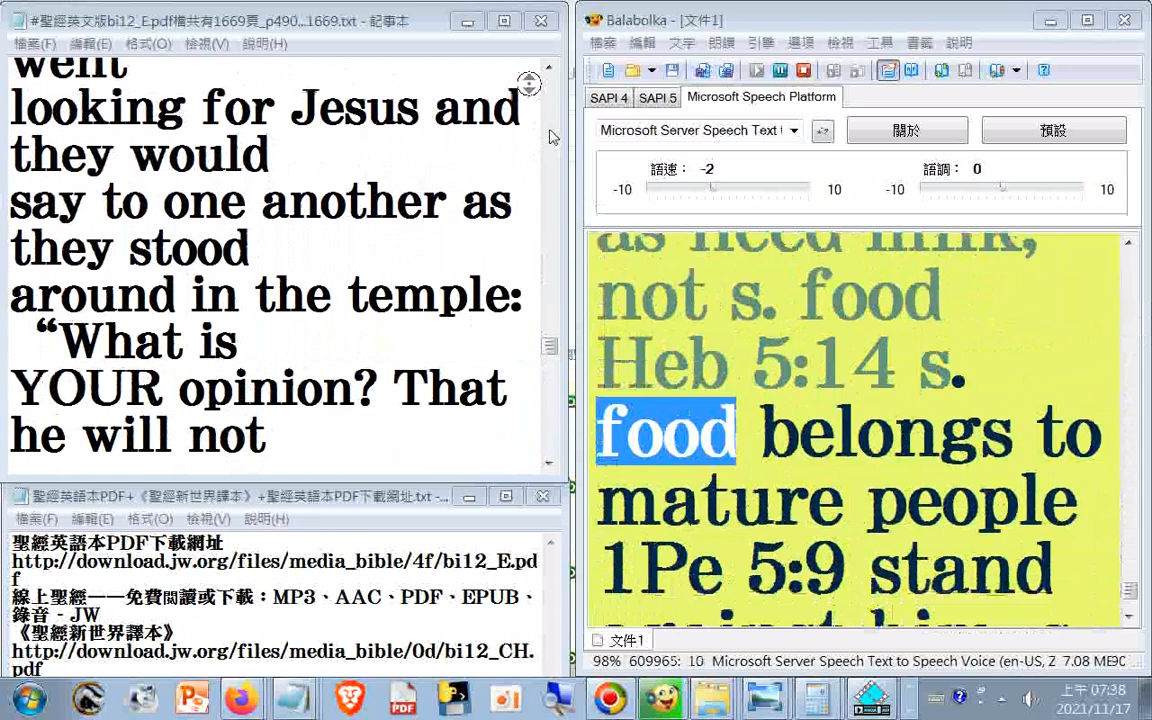 #聖經英文版bi12_E.pdf檔共有1669頁_p490...1669.txt - 記事本
檔案(F) 編輯(E) 格式(O) 檢視(V) 說明(H)
went
looking for Jesus and
they would
say to one another as
they stood
around in the temple:
“What is
YOUR opinion? That
he will not
聖經英語本PDF+《聖經新世界譯本》+聖經英語本PDF下載網址.txt -...
檔案(F) 編輯(E) 格式(O) 檢視(V) 說明(H)
聖經英語本PDF下載網址
http://download.jw.org/files/media_bible/4f/bi12_E.pd
f
線上聖經——免費閱讀或下載：MP3、AAC、PDF、EPUB、
錄音 - JW
《聖經新世界譯本》
http://download.jw.org/files/media_bible/0d/bi12_CH.
pdf
Balabolka - [文件1]
檔案 編輯 文字 朗讀 引擎 選項 檢視 工具 書籤 說明
SAPI 4 SAPI 5 Microsoft Speech Platform
Microsoft Server Speech Text 關於 預設
語速： -2 語調： 0
-10 10 -10 10
as need milk,
not s. food
Heb 5:14 s.
food belongs to
mature people
1Pe 5:9 stand
against him, s.
文件1
98% 609965: 10 Microsoft Server Speech Text to Speech Voice (en-US, Z 7.08 ME
上午 07:38
2021/11/17